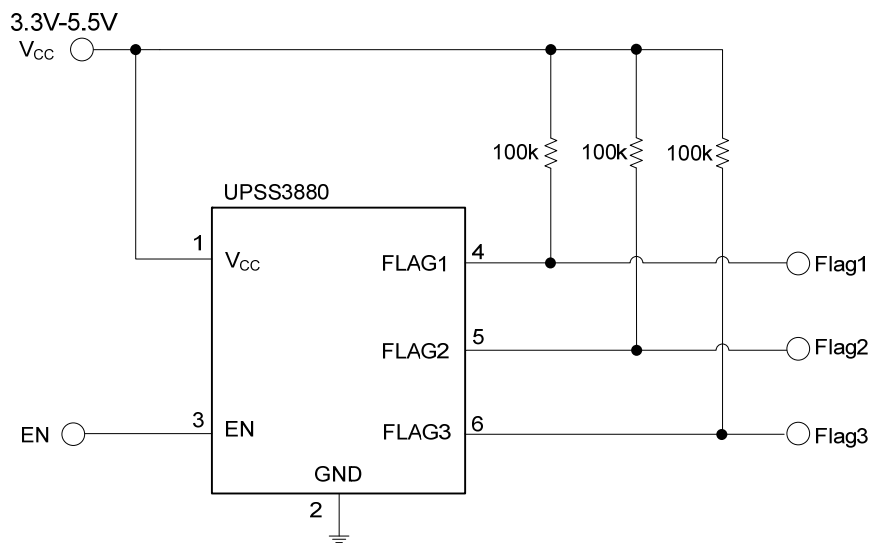 3.3V-5.5V
VCC
100k 100k 100k
UPSS3880
1 VCC FLAG1 4 Flag1
FLAG2 5 Flag2
EN 3 EN FLAG3 6 Flag3
GND
2